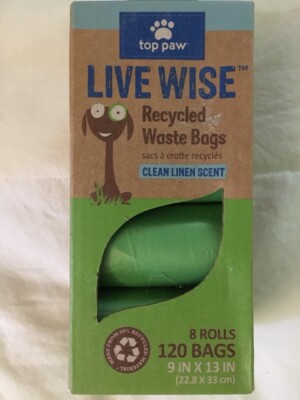 top paw
LIVE WISE™
Recycled
Waste Bags
sacs à crotte recyclés
CLEAN LINEN SCENT
8 ROLLS
120 BAGS
9 IN X 13 IN
(22.8 X 33 cm)